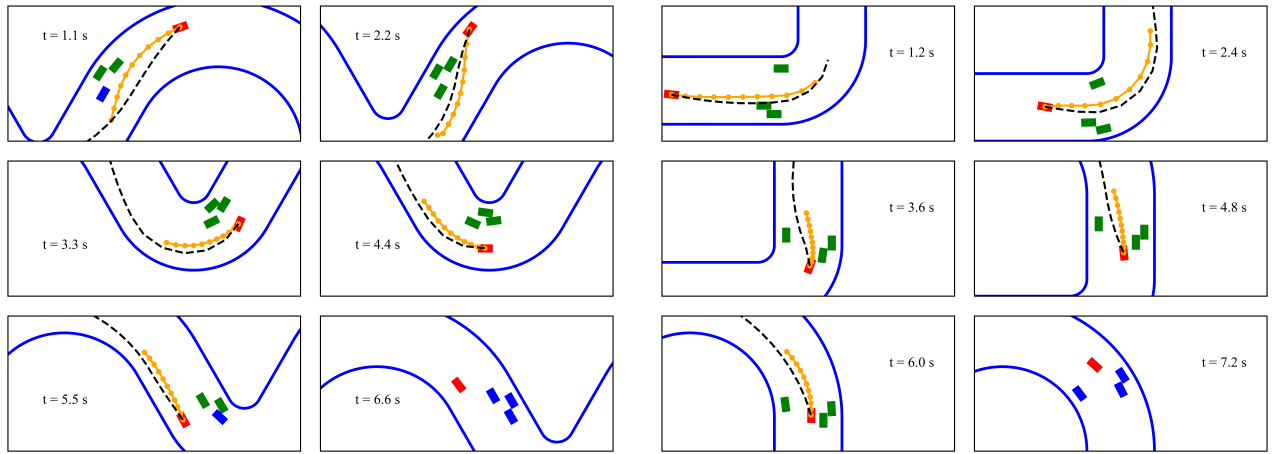 t = 1.1 s
t = 2.2 s
t = 1.2 s
t = 2.4 s
t = 3.3 s
t = 4.4 s
t = 3.6 s
t = 4.8 s
t = 5.5 s
t = 6.6 s
t = 6.0 s
t = 7.2 s